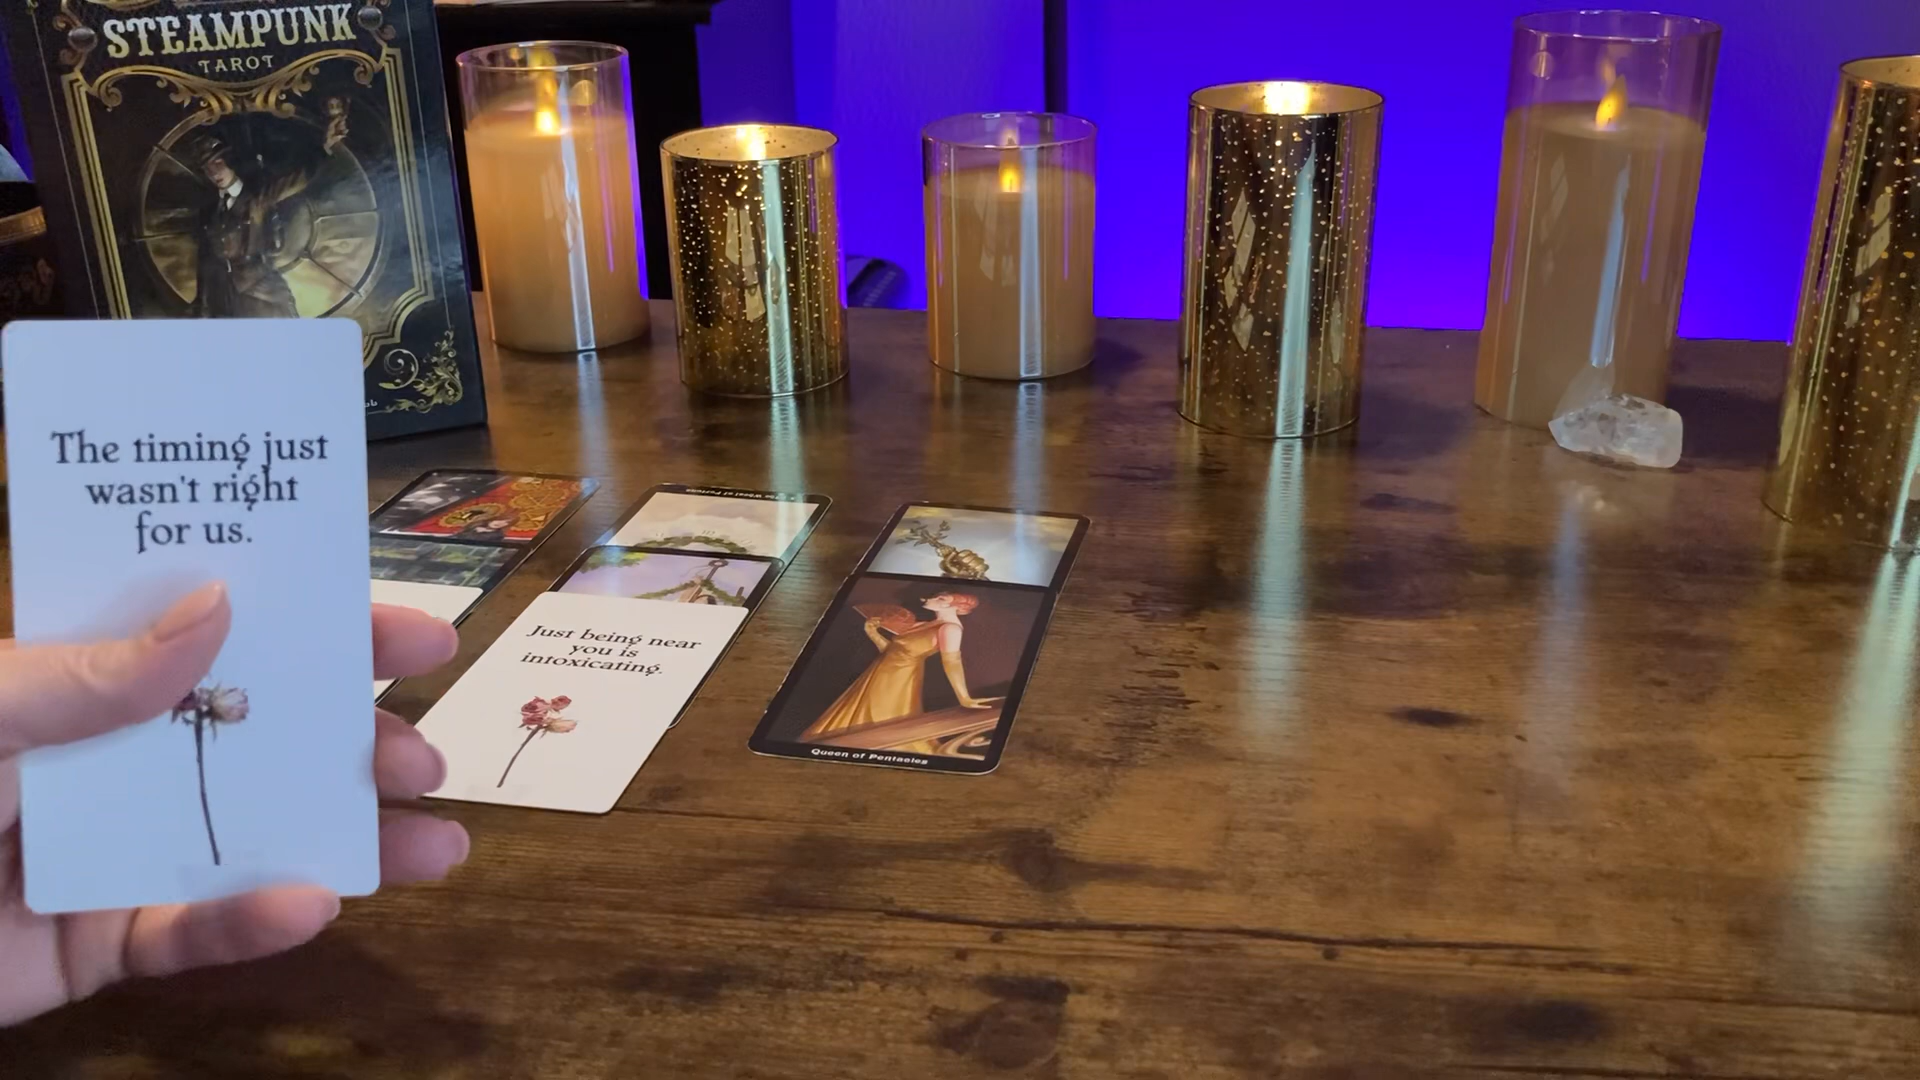 STEAMPUNK
TAROT
The timing just
wasn't right
for us.
Just being near
you is
intoxicating.
Queen of Pentacles